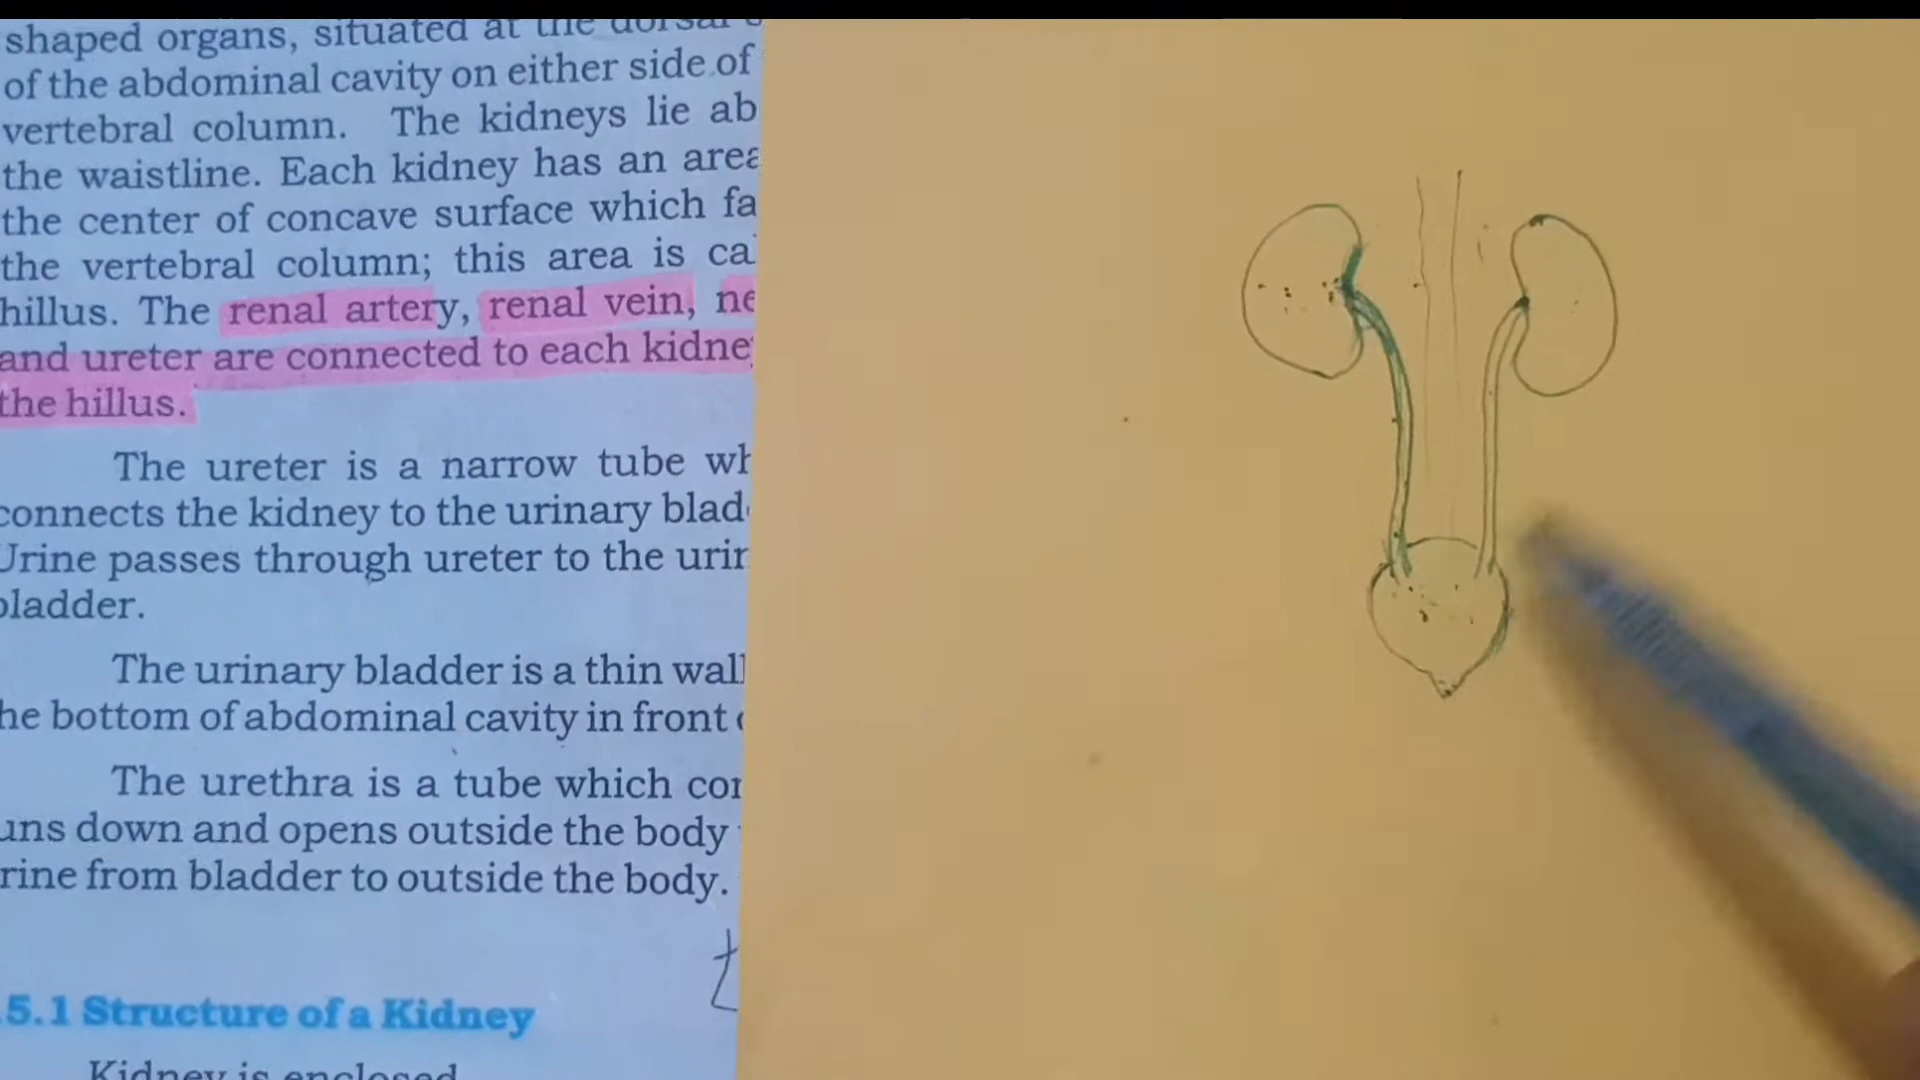 shaped organs, situated at the dorsal
of the abdominal cavity on either side of
vertebral column. The kidneys lie ab
the waistline. Each kidney has an area
the center of concave surface which fa
the vertebral column; this area is ca
hillus. The renal artery, renal vein, ne
and ureter are connected to each kidne
the hillus.
The ureter is a narrow tube wh
connects the kidney to the urinary blad
Urine passes through ureter to the urin
bladder.
The urinary bladder is a thin wall
he bottom of abdominal cavity in front
The urethra is a tube which con
uns down and opens outside the body
rine from bladder to outside the body.
t
.5.1 Structure of a Kidney
Kidney is enclosed